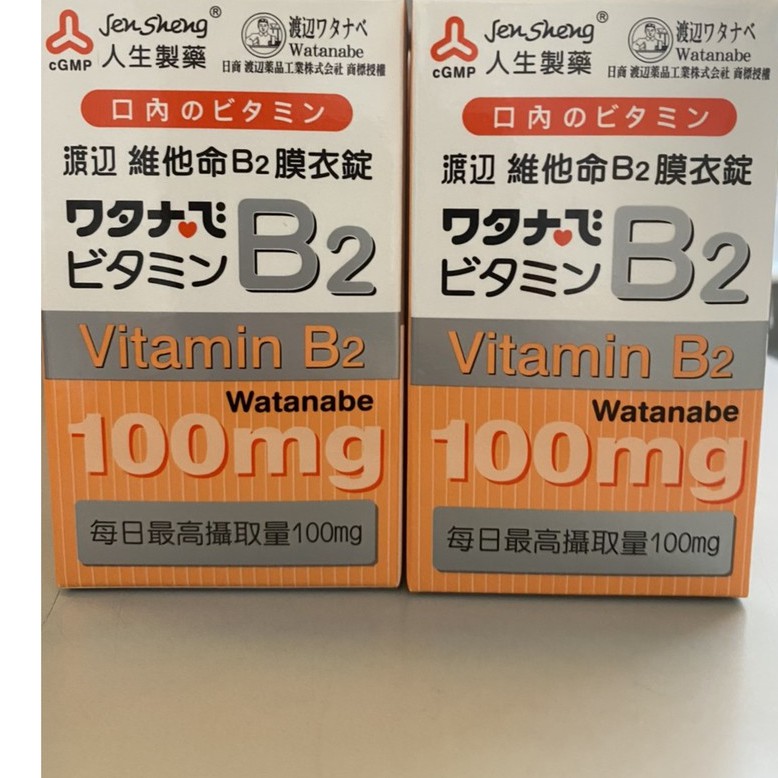 Jen Sheng®
cGMP 人生製藥
渡辺ワタナベ
Watanabe
日商 渡辺薬品工業株式会社 商標授權
口內のビタミン
渡辺 維他命B2膜衣錠
ワタナベ
ビタミン B2
Vitamin B2
Watanabe
100mg
每日最高攝取量100mg
Jen Sheng®
cGMP 人生製藥
渡辺ワタナベ
Watanabe
日商 渡辺薬品工業株式会社 商標授權
口內のビタミン
渡辺 維他命B2膜衣錠
ワタナベ
ビタミン B2
Vitamin B2
Watanabe
100mg
每日最高攝取量100mg